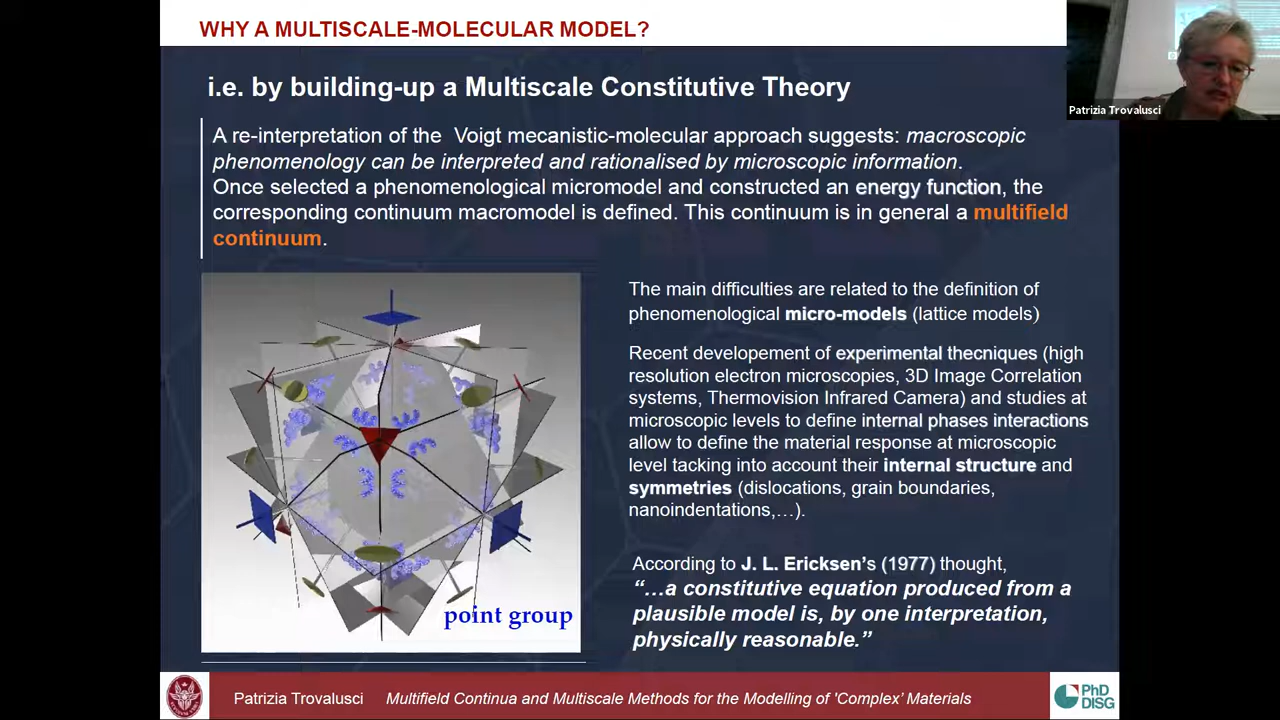 WHY A MULTISCALE-MOLECULAR MODEL?
Patrizia Trovalusci
i.e. by building-up a Multiscale Constitutive Theory
A re-interpretation of the Voigt mecanistic-molecular approach suggests: macroscopic
phenomenology can be interpreted and rationalised by microscopic information.
Once selected a phenomenological micromodel and constructed an energy function, the
corresponding continuum macromodel is defined. This continuum is in general a multifield
continuum.
point group
The main difficulties are related to the definition of
phenomenological micro-models (lattice models)
Recent developement of experimental thecniques (high
resolution electron microscopies, 3D Image Correlation
systems, Thermovision Infrared Camera) and studies at
microscopic levels to define internal phases interactions
allow to define the material response at microscopic
level tacking into account their internal structure and
symmetries (dislocations, grain boundaries,
nanoindentations,…).
According to J. L. Ericksen's (1977) thought,
“…a constitutive equation produced from a
plausible model is, by one interpretation,
physically reasonable.”
Patrizia Trovalusci Multifield Continua and Multiscale Methods for the Modelling of 'Complex' Materials
PhD
DISG